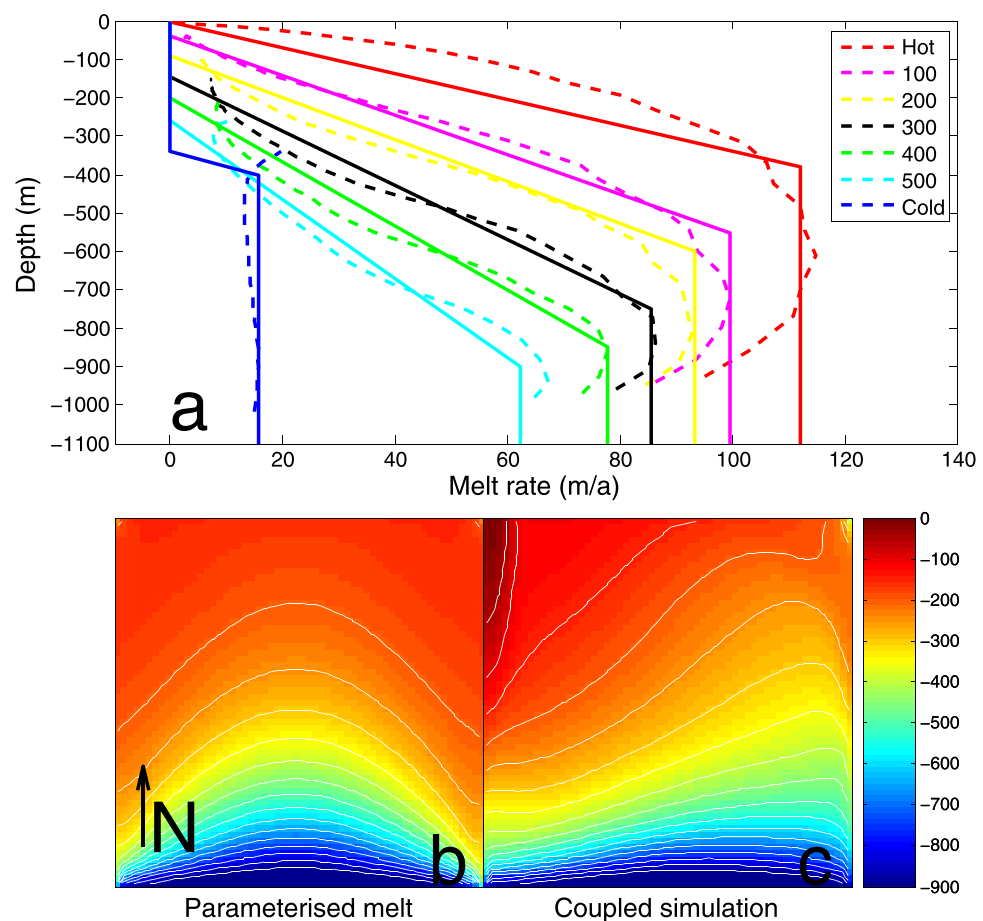 0
−100
−200
−300
−400
−500
−600
−700
−800
−900
−1000
−1100
Depth (m)
Hot
100
200
300
400
500
Cold
a
0 20 40 60 80 100 120 140
Melt rate (m/a)
N
b
c
0
−100
−200
−300
−400
−500
−600
−700
−800
−900
Parameterised melt
Coupled simulation